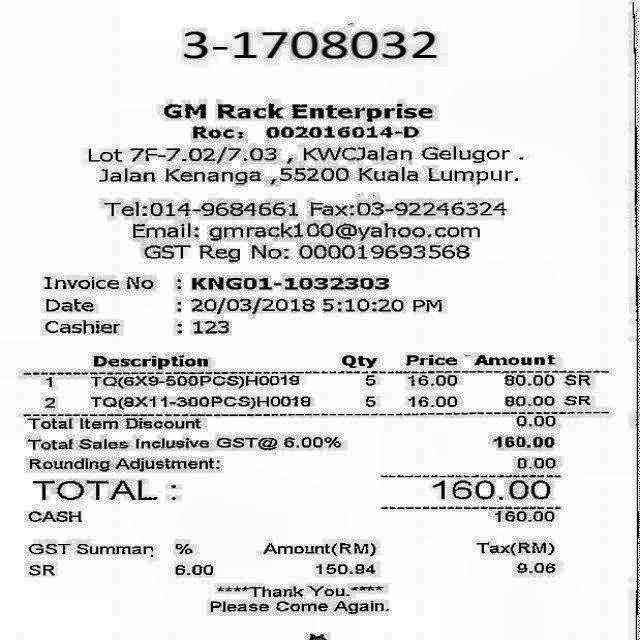 3-1708032
GM Rack Enterprise
Roc: 002016014-D
Lot 7F-7.02/7.03 , KWCJalan Gelugor .
Jalan Kenanga ,55200 Kuala Lumpur.
Tel:014-9684661 Fax:03-92246324
Email: gmrack100@yahoo.com
GST Reg No: 000019693568
Invoice No : KNG01-1032303
Date : 20/03/2018 5:10:20 PM
Cashier : 123
Description Qty Price Amount
1 TQ(6X9-500PCS)H0019 5 16.00 80.00 SR
2 TQ(8X11-300PCS)H0018 5 16.00 80.00 SR
Total Item Discount 0.00
Total Sales Inclusive GST@ 6.00% 160.00
Rounding Adjustment: 0.00
TOTAL : 160.00
CASH 160.00
GST Summar % Amount(RM) Tax(RM)
SR 6.00 150.94 9.06
****Thank You.****
Please Come Again.